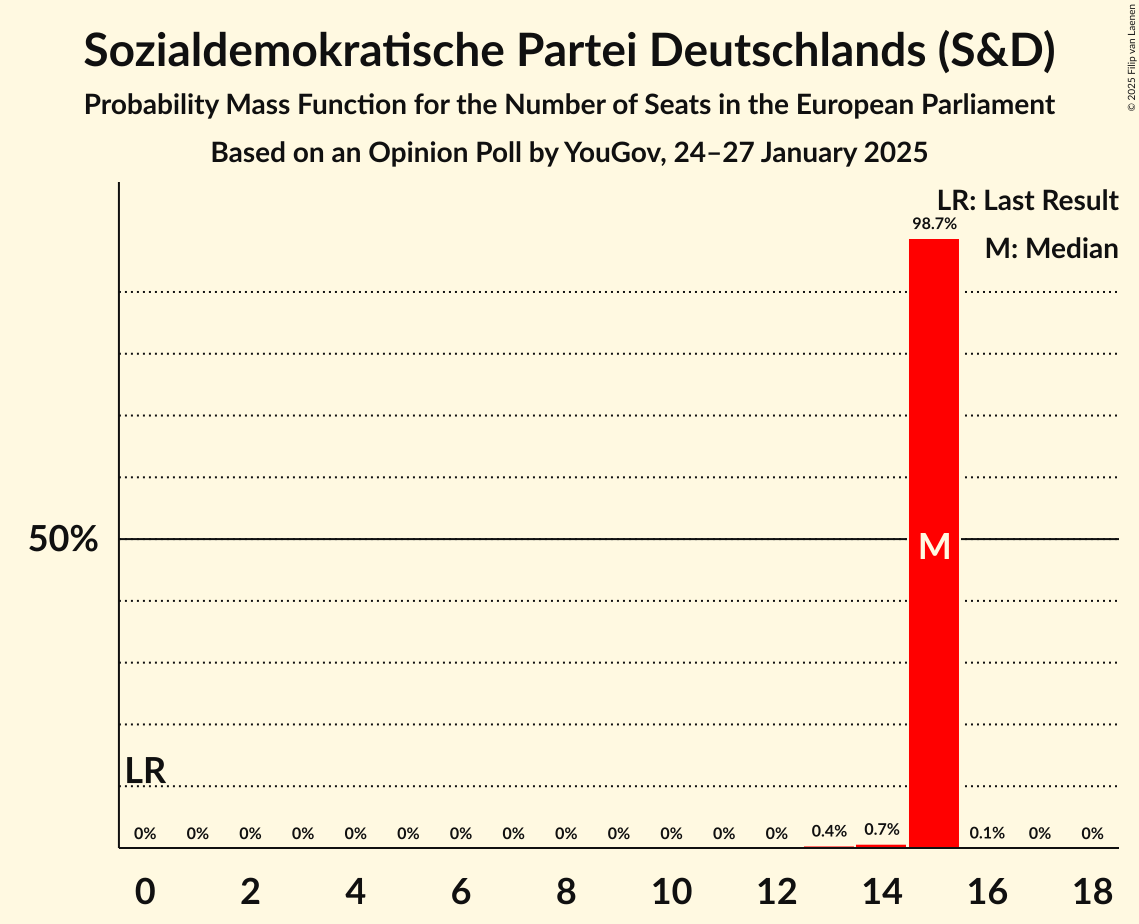 Sozialdemokratische Partei Deutschlands (S&D)
Probability Mass Function for the Number of Seats in the European Parliament
Based on an Opinion Poll by YouGov, 24–27 January 2025
© 2025 Filip van Laenen
LR: Last Result
98.7%
M: Median
50%
M
LR
0% 0% 0% 0% 0% 0% 0% 0% 0% 0% 0% 0% 0% 0.4% 0.7% 0.1% 0% 0%
0 2 4 6 8 10 12 14 16 18